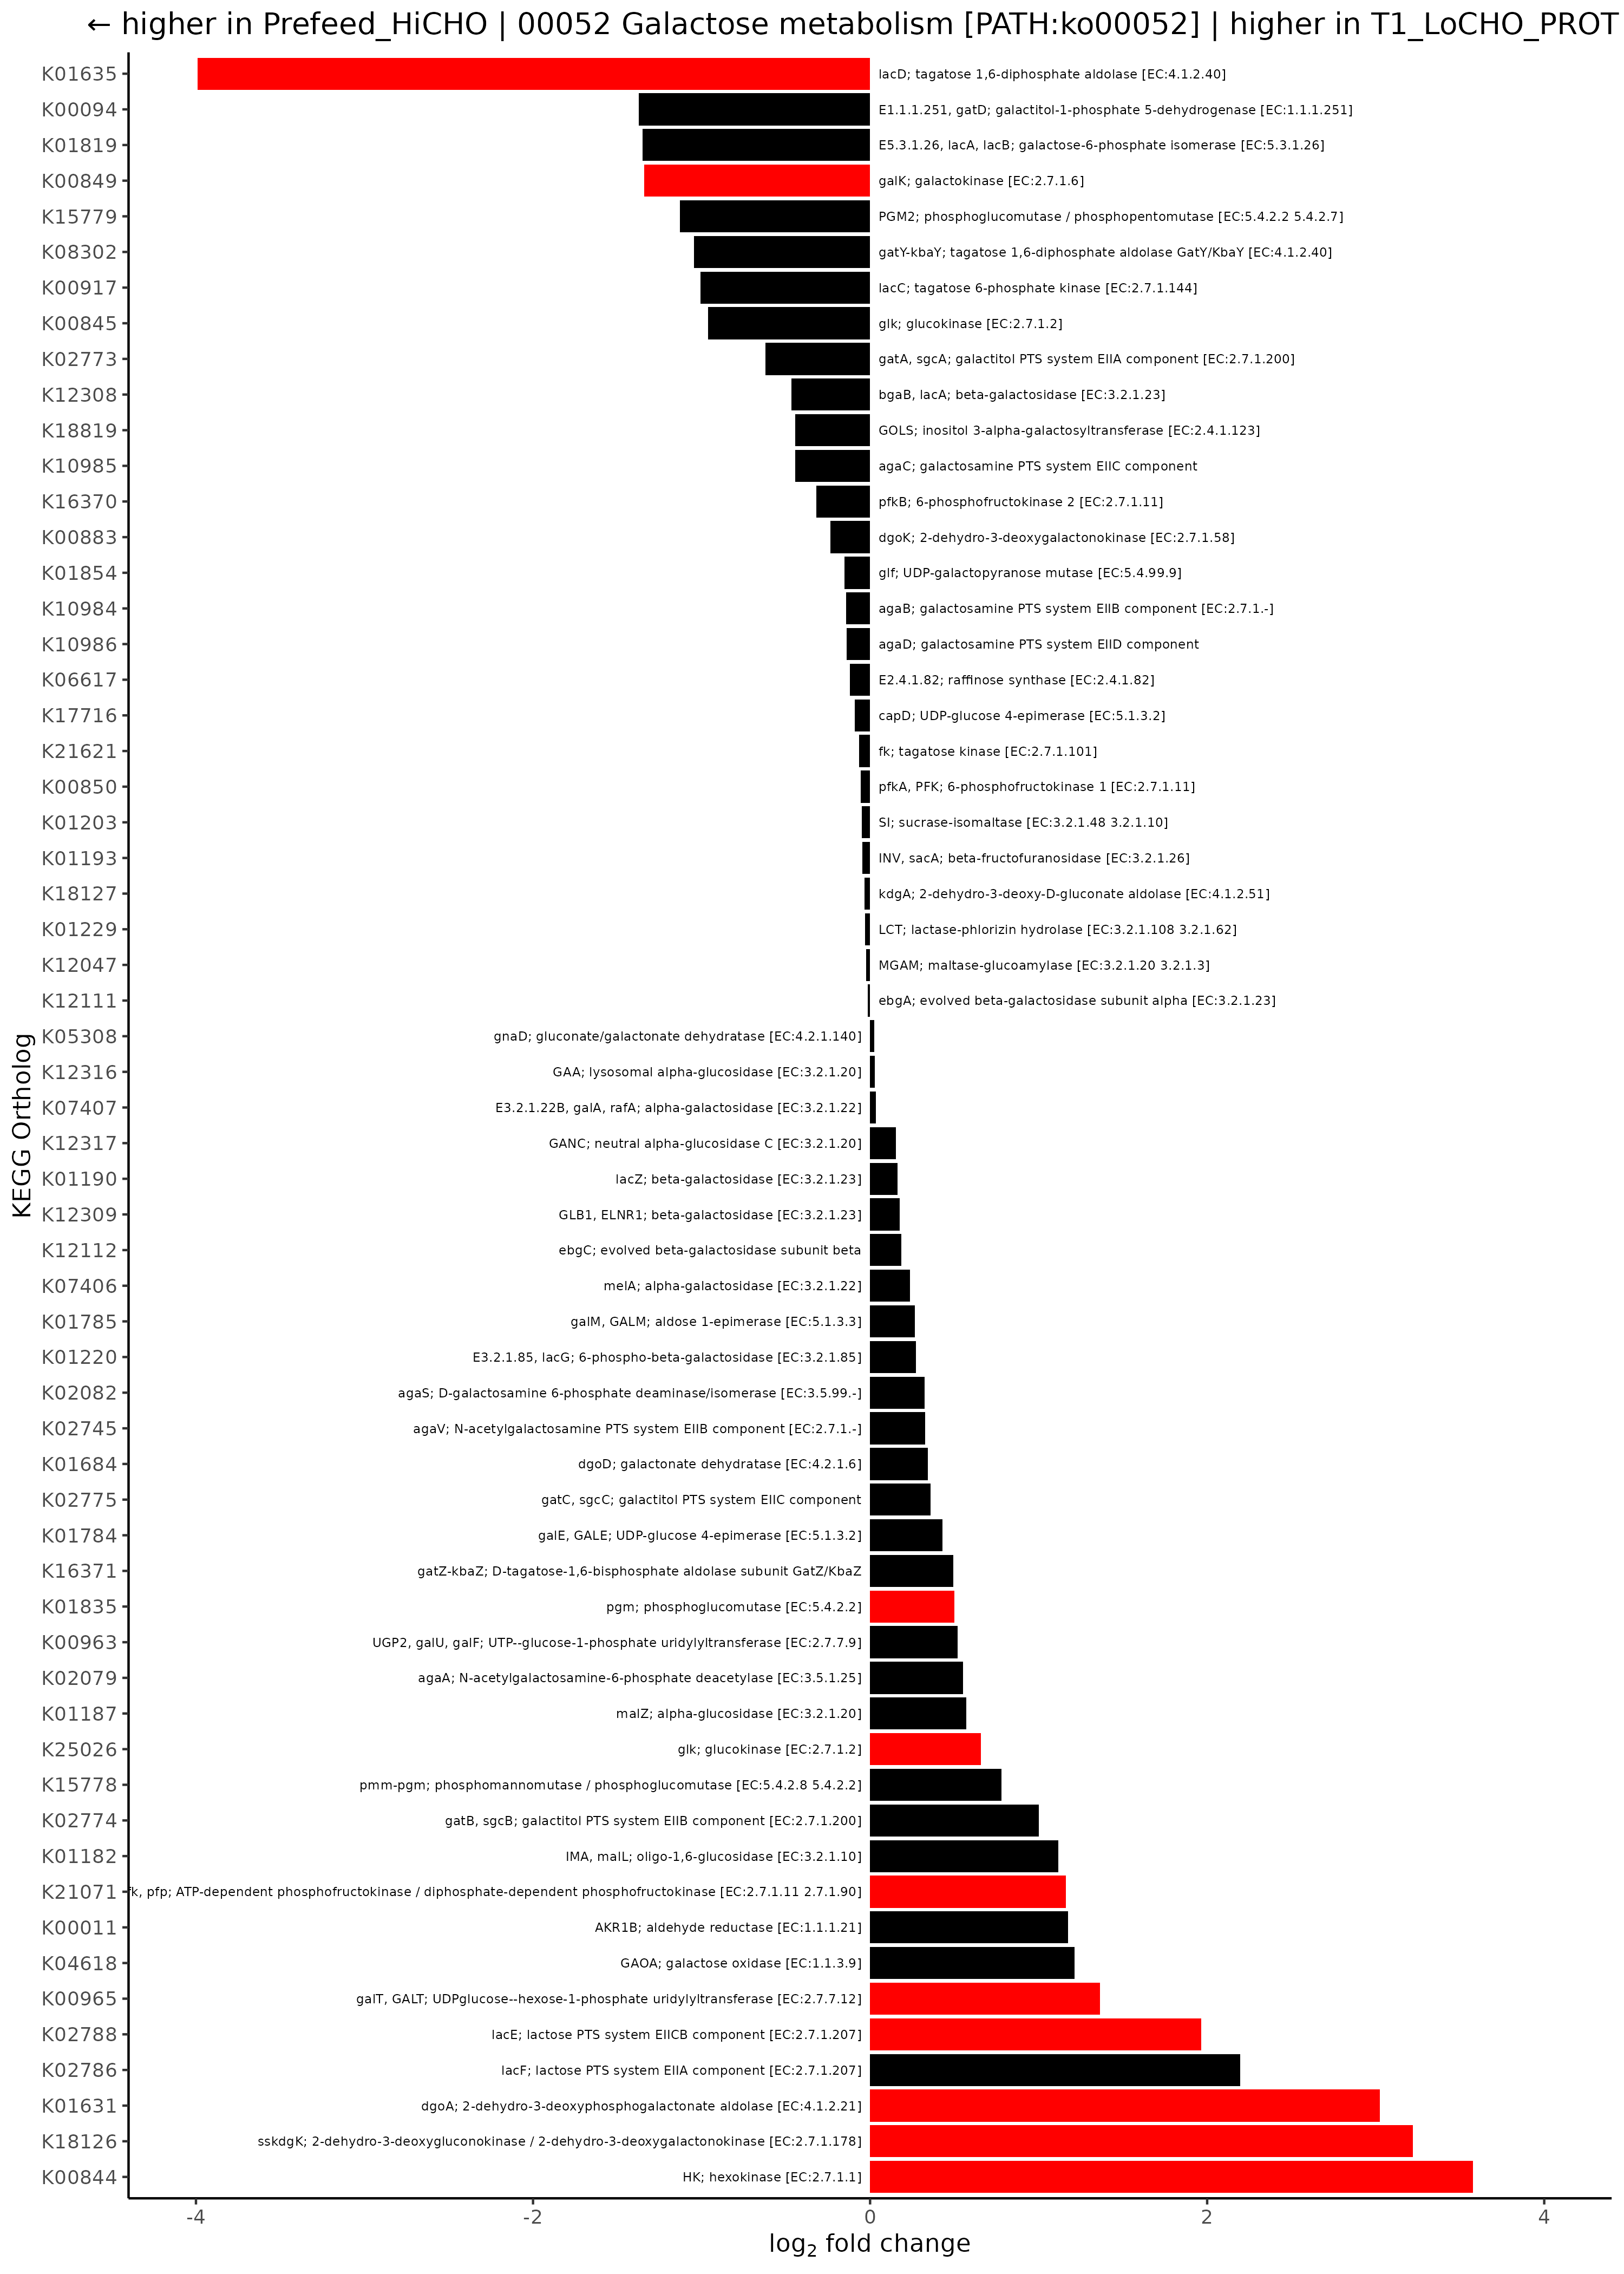 ← higher in Prefeed_HiCHO | 00052 Galactose metabolism [PATH:ko00052] | higher in T1_LoCHO_PROT
K01635 lacD; tagatose 1,6-diphosphate aldolase [EC:4.1.2.40]
K00094 E1.1.1.251, gatD; galactitol-1-phosphate 5-dehydrogenase [EC:1.1.1.251]
K01819 E5.3.1.26, lacA, lacB; galactose-6-phosphate isomerase [EC:5.3.1.26]
K00849 galK; galactokinase [EC:2.7.1.6]
K15779 PGM2; phosphoglucomutase / phosphopentomutase [EC:5.4.2.2 5.4.2.7]
K08302 gatY-kbaY; tagatose 1,6-diphosphate aldolase GatY/KbaY [EC:4.1.2.40]
K00917 lacC; tagatose 6-phosphate kinase [EC:2.7.1.144]
K00845 glk; glucokinase [EC:2.7.1.2]
K02773 gatA, sgcA; galactitol PTS system EIIA component [EC:2.7.1.200]
K12308 bgaB, lacA; beta-galactosidase [EC:3.2.1.23]
K18819 GOLS; inositol 3-alpha-galactosyltransferase [EC:2.4.1.123]
K10985 agaC; galactosamine PTS system EIIC component
K16370 pfkB; 6-phosphofructokinase 2 [EC:2.7.1.11]
K00883 dgoK; 2-dehydro-3-deoxygalactonokinase [EC:2.7.1.58]
K01854 glf; UDP-galactopyranose mutase [EC:5.4.99.9]
K10984 agaB; galactosamine PTS system EIIB component [EC:2.7.1.-]
K10986 agaD; galactosamine PTS system EIID component
K06617 E2.4.1.82; raffinose synthase [EC:2.4.1.82]
K17716 capD; UDP-glucose 4-epimerase [EC:5.1.3.2]
K21621 fk; tagatose kinase [EC:2.7.1.101]
K00850 pfkA, PFK; 6-phosphofructokinase 1 [EC:2.7.1.11]
K01203 SI; sucrase-isomaltase [EC:3.2.1.48 3.2.1.10]
K01193 INV, sacA; beta-fructofuranosidase [EC:3.2.1.26]
K18127 kdgA; 2-dehydro-3-deoxy-D-gluconate aldolase [EC:4.1.2.51]
K01229 LCT; lactase-phlorizin hydrolase [EC:3.2.1.108 3.2.1.62]
K12047 MGAM; maltase-glucoamylase [EC:3.2.1.20 3.2.1.3]
K12111 ebgA; evolved beta-galactosidase subunit alpha [EC:3.2.1.23]
K05308 gnaD; gluconate/galactonate dehydratase [EC:4.2.1.140]
K12316 GAA; lysosomal alpha-glucosidase [EC:3.2.1.20]
K07407 E3.2.1.22B, galA, rafA; alpha-galactosidase [EC:3.2.1.22]
K12317 GANC; neutral alpha-glucosidase C [EC:3.2.1.20]
K01190 lacZ; beta-galactosidase [EC:3.2.1.23]
K12309 GLB1, ELNR1; beta-galactosidase [EC:3.2.1.23]
K12112 ebgC; evolved beta-galactosidase subunit beta
K07406 melA; alpha-galactosidase [EC:3.2.1.22]
K01785 galM, GALM; aldose 1-epimerase [EC:5.1.3.3]
K01220 E3.2.1.85, lacG; 6-phospho-beta-galactosidase [EC:3.2.1.85]
K02082 agaS; D-galactosamine 6-phosphate deaminase/isomerase [EC:3.5.99.-]
K02745 agaV; N-acetylgalactosamine PTS system EIIB component [EC:2.7.1.-]
K01684 dgoD; galactonate dehydratase [EC:4.2.1.6]
K02775 gatC, sgcC; galactitol PTS system EIIC component
K01784 galE, GALE; UDP-glucose 4-epimerase [EC:5.1.3.2]
K16371 gatZ-kbaZ; D-tagatose-1,6-bisphosphate aldolase subunit GatZ/KbaZ
K01835 pgm; phosphoglucomutase [EC:5.4.2.2]
K00963 UGP2, galU, galF; UTP--glucose-1-phosphate uridylyltransferase [EC:2.7.7.9]
K02079 agaA; N-acetylgalactosamine-6-phosphate deacetylase [EC:3.5.1.25]
K01187 malZ; alpha-glucosidase [EC:3.2.1.20]
K25026 glk; glucokinase [EC:2.7.1.2]
K15778 pmm-pgm; phosphomannomutase / phosphoglucomutase [EC:5.4.2.8 5.4.2.2]
K02774 gatB, sgcB; galactitol PTS system EIIB component [EC:2.7.1.200]
K01182 IMA, malL; oligo-1,6-glucosidase [EC:3.2.1.10]
K21071 fk, pfp; ATP-dependent phosphofructokinase / diphosphate-dependent phosphofructokinase [EC:2.7.1.11 2.7.1.90]
K00011 AKR1B; aldehyde reductase [EC:1.1.1.21]
K04618 GAOA; galactose oxidase [EC:1.1.3.9]
K00965 galT, GALT; UDPglucose--hexose-1-phosphate uridylyltransferase [EC:2.7.7.12]
K02788 lacE; lactose PTS system EIICB component [EC:2.7.1.207]
K02786 lacF; lactose PTS system EIIA component [EC:2.7.1.207]
K01631 dgoA; 2-dehydro-3-deoxyphosphogalactonate aldolase [EC:4.1.2.21]
K18126 sskdgK; 2-dehydro-3-deoxygluconokinase / 2-dehydro-3-deoxygalactonokinase [EC:2.7.1.178]
K00844 HK; hexokinase [EC:2.7.1.1]
KEGG Ortholog
-4 -2 0 2 4
log2 fold change